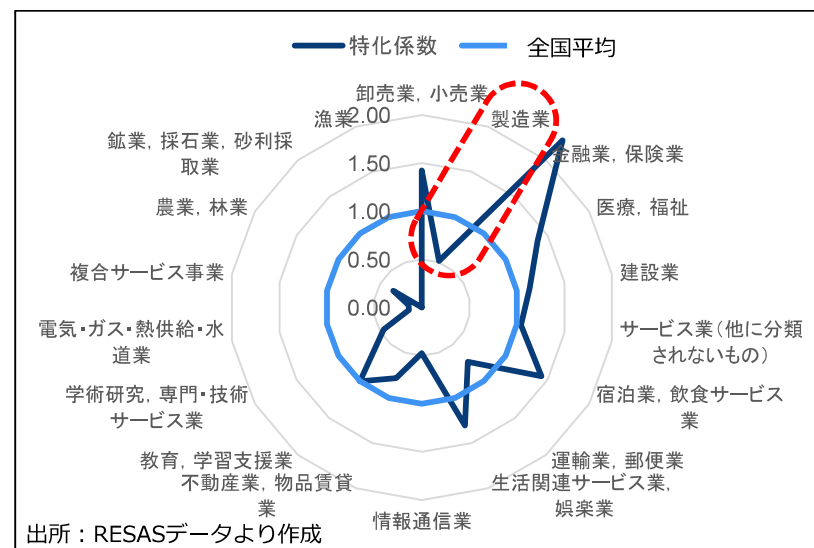 特化係数
全国平均
卸売業, 小売業
製造業
金融業, 保険業
医療, 福祉
建設業
サービス業(他に分類
されないもの)
宿泊業, 飲食サービス
業
運輸業, 郵便業
生活関連サービス業,
娯楽業
情報通信業
不動産業, 物品賃貸
業
教育, 学習支援業
学術研究, 専門・技術
サービス業
電気・ガス・熱供給・水
道業
複合サービス事業
農業, 林業
鉱業, 採石業, 砂利採
取業
漁業
2.00
1.50
1.00
0.50
0.00
出所：RESASデータより作成